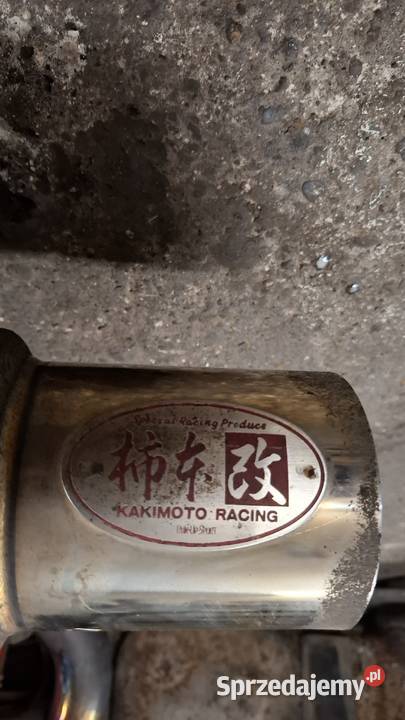 Special Racing Produce
柿本改
KAKIMOTO RACING
Sprzedajemy.pl